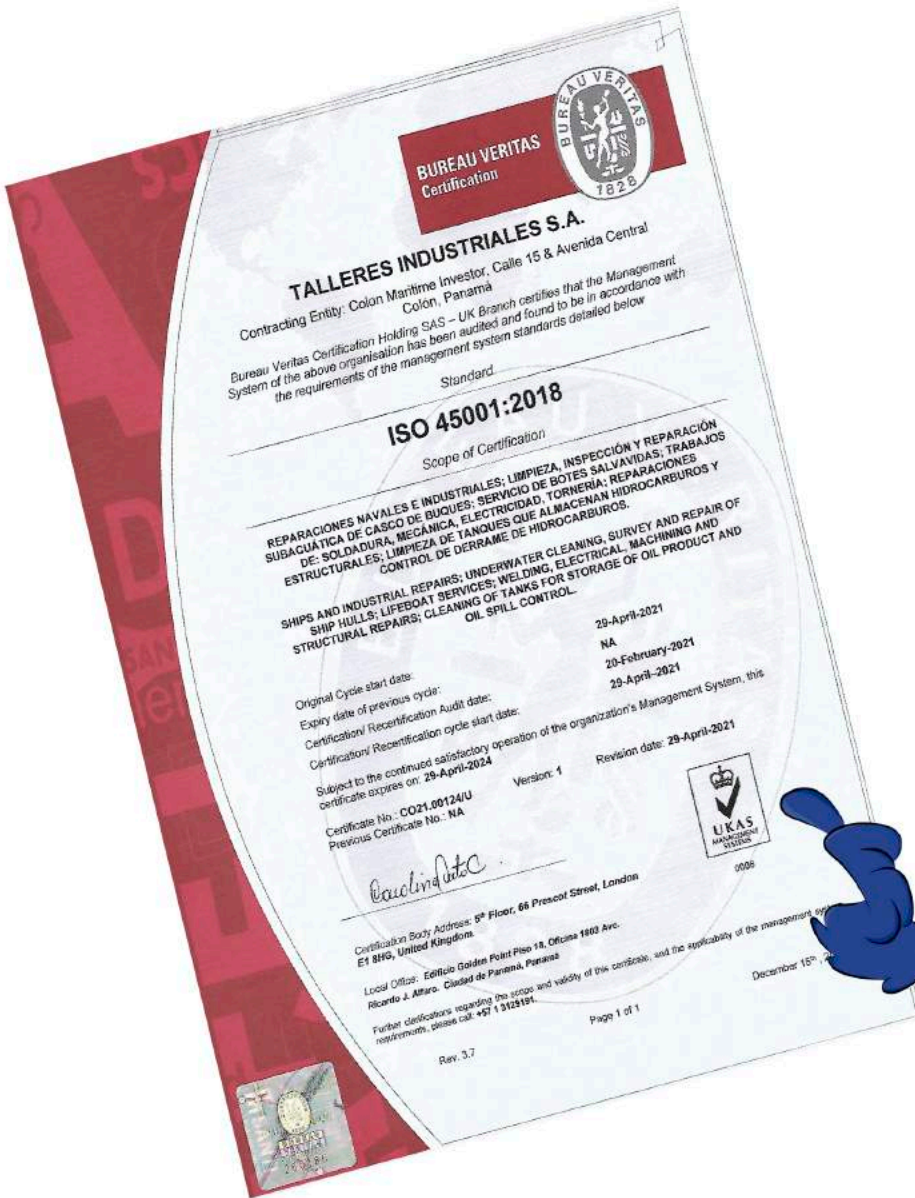 BUREAU VERITAS
Certification
BUREAU VERITAS
1828
TALLERES INDUSTRIALES S.A.
Contracting Entity: Colon Maritime Investor, Calle 15 & Avenida Central
Colón, Panamá
Bureau Veritas Certification Holding SAS – UK Branch certifies that the Management
System of the above organisation has been audited and found to be in accordance with
the requirements of the management system standards detailed below
Standard
ISO 45001:2018
Scope of Certification
REPARACIONES NAVALES E INDUSTRIALES; LIMPIEZA, INSPECCIÓN Y REPARACIÓN
SUBACUÁTICA DE CASCO DE BUQUES; SERVICIO DE BOTES SALVAVIDAS; TRABAJOS
DE: SOLDADURA, MECÁNICA, ELECTRICIDAD, TORNERÍA; REPARACIONES
ESTRUCTURALES; LIMPIEZA DE TANQUES QUE ALMACENAN HIDROCARBUROS Y
CONTROL DE DERRAME DE HIDROCARBUROS.
SHIPS AND INDUSTRIAL REPAIRS; UNDERWATER CLEANING, SURVEY AND REPAIR OF
SHIP HULLS; LIFEBOAT SERVICES; WELDING, ELECTRICAL, MACHINING AND
STRUCTURAL REPAIRS; CLEANING OF TANKS FOR STORAGE OF OIL PRODUCT AND
OIL SPILL CONTROL.
Original Cycle start date: 29-April-2021
Expiry date of previous cycle: NA
Certification/ Recertification Audit date: 20-February-2021
Certification/ Recertification cycle start date: 29-April-2021
Subject to the continued satisfactory operation of the organization's Management System, this
certificate expires on: 29-April-2024
Certificate No.: CO21.00124/U Version: 1 Revision date: 29-April-2021
Previous Certificate No.: NA
UKAS
MANAGEMENT
SYSTEMS
0008
Certification Body Address: 5th Floor, 66 Prescot Street, London
E1 8HG, United Kingdom
Local Office: Edificio Golden Point Piso 18, Oficina 1803 Ave.
Ricardo J. Alfaro. Ciudad de Panamá, Panamá
Further clarifications regarding the scope and validity of this certificate, and the applicability of the management
requirements, please call: +57 1 3129191.
Rev. 3.7 Page 1 of 1 December 15th,